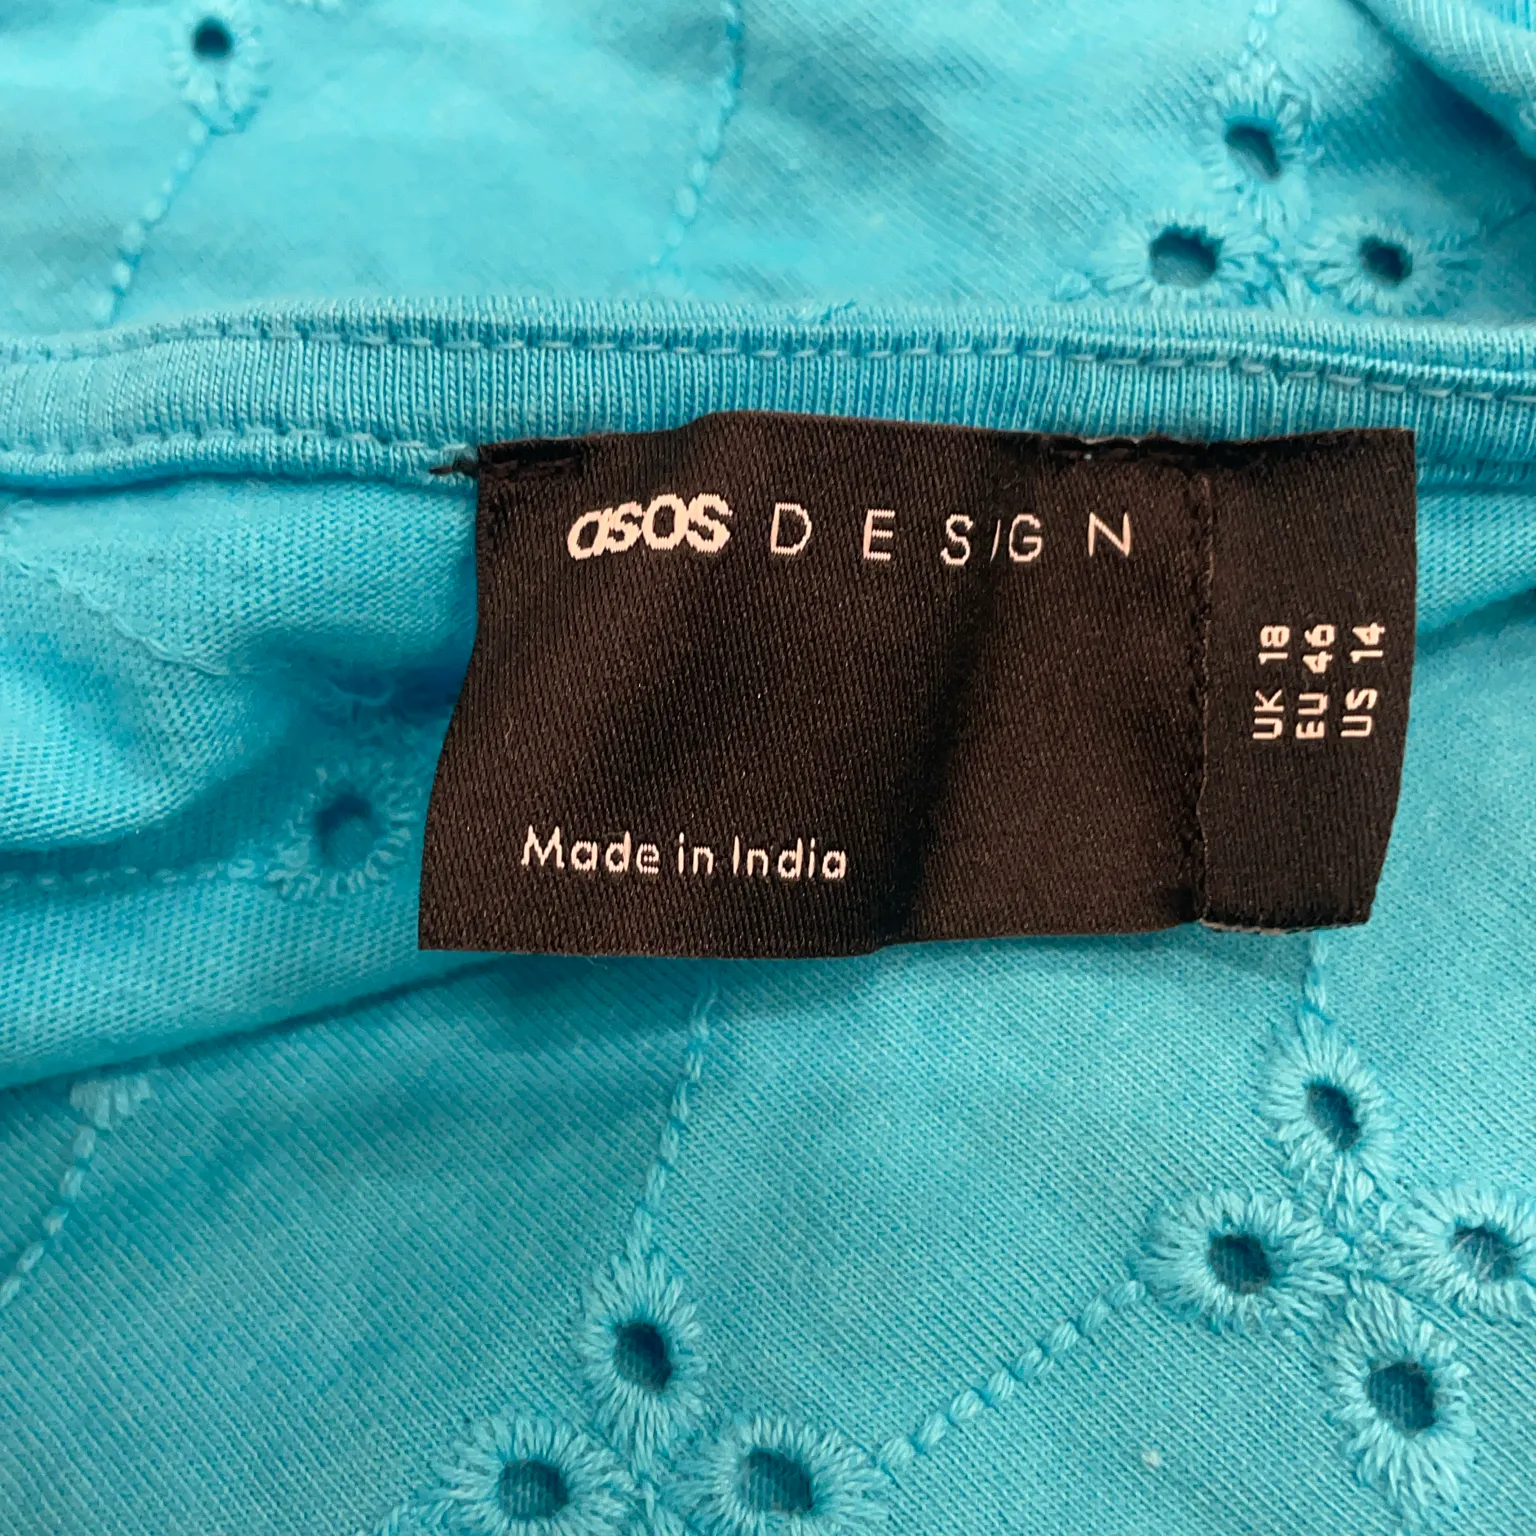 asos DESIGN
Made in India
UK 18
EU 46
US 14